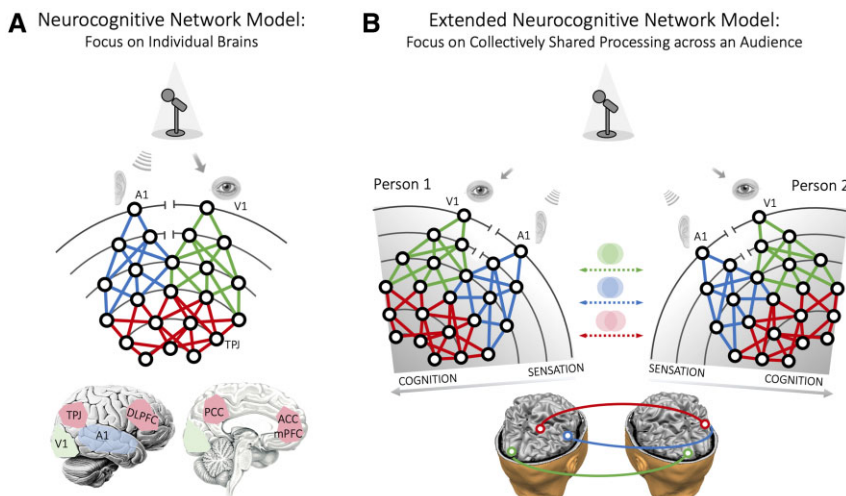 A
Neurocognitive Network Model:
Focus on Individual Brains
A1
V1
TPJ
TPJ
DLPFC
V1
A1
PCC
ACC
mPFC
B
Extended Neurocognitive Network Model:
Focus on Collectively Shared Processing across an Audience
Person 1
V1
A1
COGNITION
SENSATION
Person 2
V1
A1
SENSATION
COGNITION